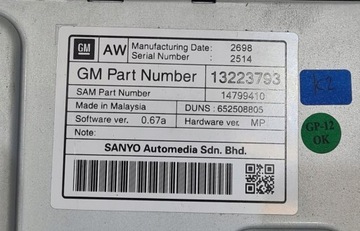 GM AW Manufacturing Date: 2698
Serial Number : 2514
GM Part Number 13223793
SAM Part Number 14799410
Made in Malaysia DUNS : 652508805
Software ver. 0.67a Hardware ver. MP
Note:
SANYO Automedia Sdn. Bhd.
K2
GP-12
OK